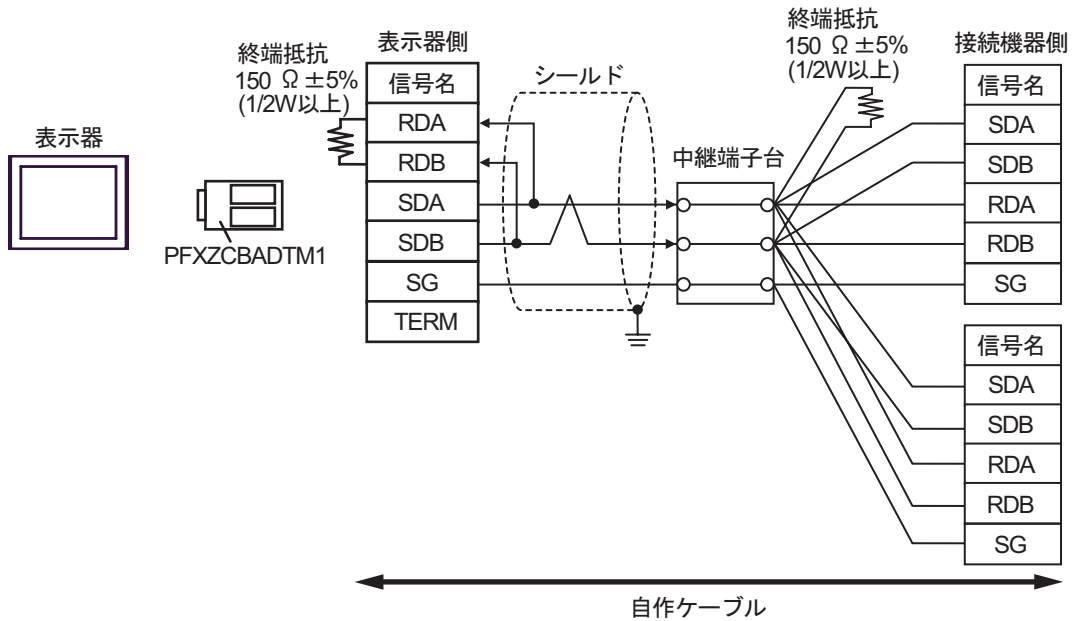 表示器
PFXZCBADTM1
終端抵抗
150 Ω ±5%
(1/2W以上)
表示器側
信号名
RDA
RDB
SDA
SDB
SG
TERM
シールド
中継端子台
終端抵抗
150 Ω ±5%
(1/2W以上)
接続機器側
信号名
SDA
SDB
RDA
RDB
SG
信号名
SDA
SDB
RDA
RDB
SG
自作ケーブル